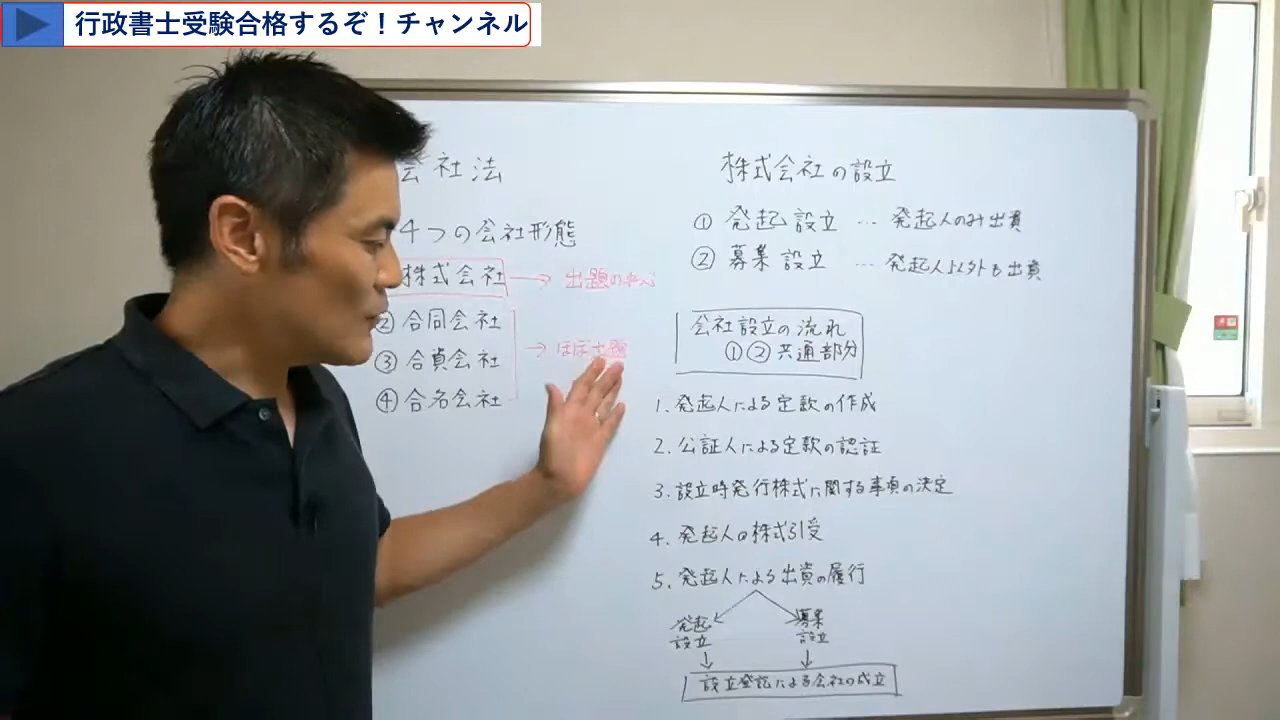 行政書士受験合格するぞ！チャンネル
会社法
4つの会社形態
株式会社 → 出題の中心
②合同会社
→ ほぼ出題
③合資会社
④合名会社
株式会社の設立
① 発起設立 … 発起人のみ出資
② 募集設立 … 発起人以外も出資
会社設立の流れ
①②共通部分
1. 発起人による定款の作成
2. 公証人による定款の認証
3. 設立時発行株式に関する事項の決定
4. 発起人の株式引受
5. 発起人による出資の履行
発起 募集
設立 設立
設立登記による会社の成立